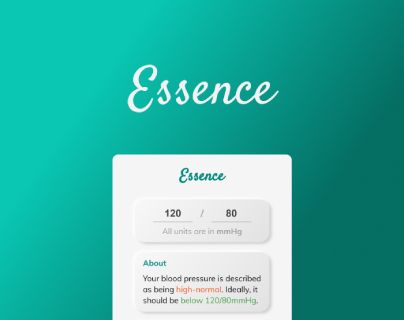 Essence
Essence
120 / 80
All units are in mmHg
About
Your blood pressure is described
as being high-normal. Ideally, it
should be below 120/80mmHg.